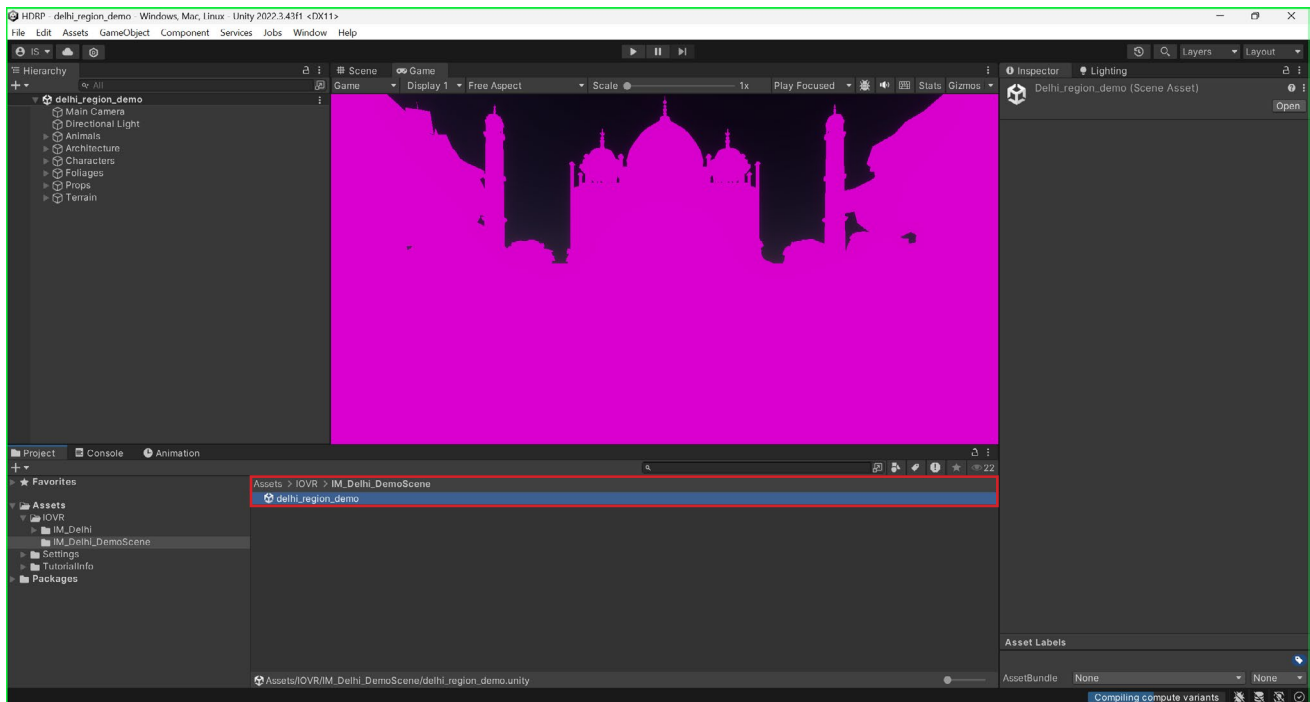 HDRP - delhi_region_demo - Windows, Mac, Linux - Unity 2022.3.43f1 <DX11>
File Edit Assets GameObject Component Services Jobs Window Help
IS
Layers Layout
Hierarchy
All
delhi_region_demo
Main Camera
Directional Light
Animals
Architecture
Characters
Foliages
Props
Terrain
Scene Game
Game Display 1 Free Aspect Scale 1x Play Focused Stats Gizmos
Inspector Lighting
Delhi_region_demo (Scene Asset)
Open
Project Console Animation
22
Favorites
Assets
IOVR
IM_Delhi
IM_Delhi_DemoScene
Settings
TutorialInfo
Packages
Assets > IOVR > IM_Delhi_DemoScene
delhi_region_demo
Assets/IOVR/IM_Delhi_DemoScene/delhi_region_demo.unity
Asset Labels
AssetBundle None None
Compiling compute variants